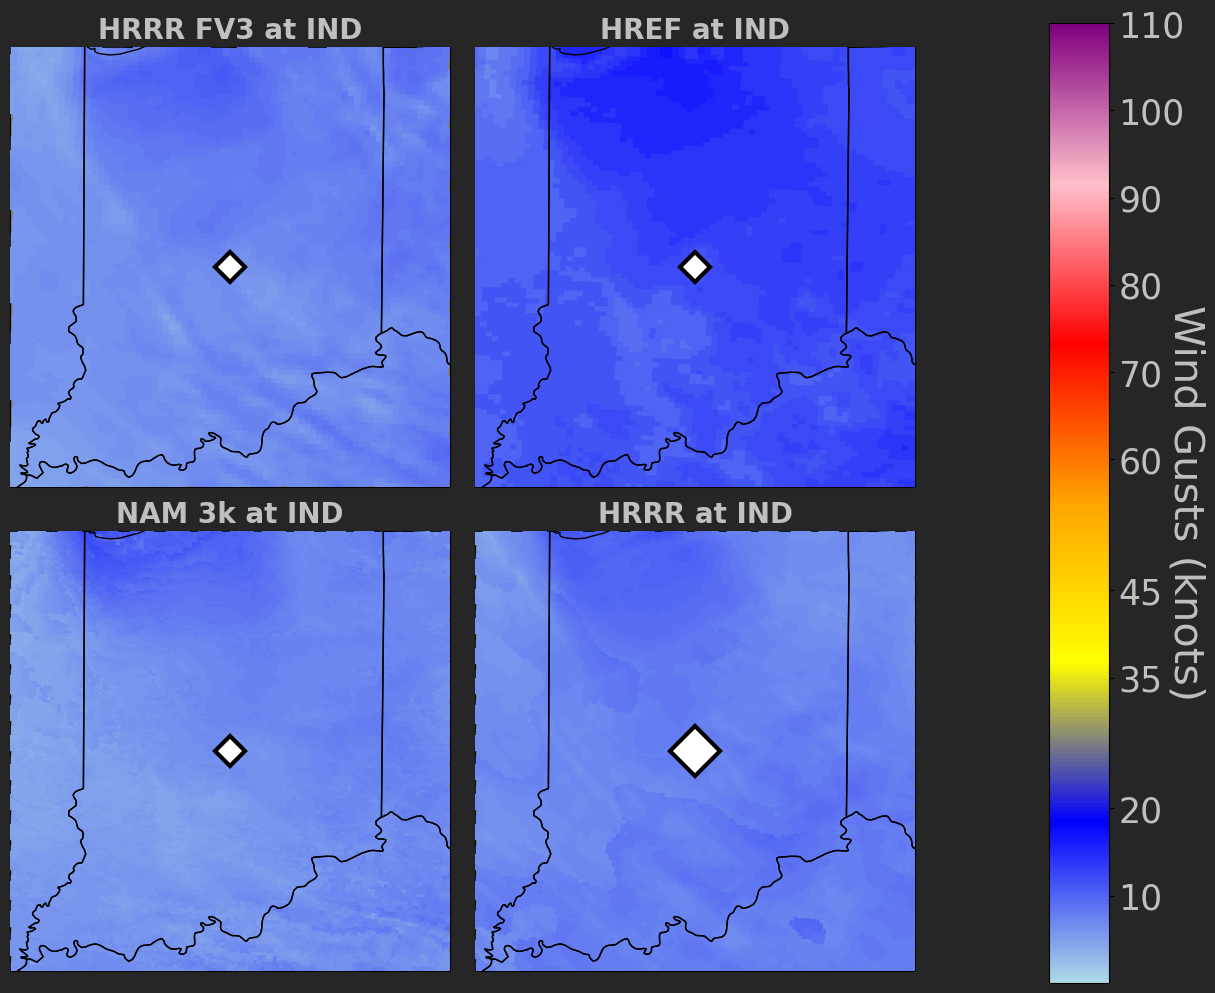 HRRR FV3 at IND
HREF at IND
NAM 3k at IND
HRRR at IND
110
100
90
80
70
60
45
35
20
10
Wind Gusts (knots)